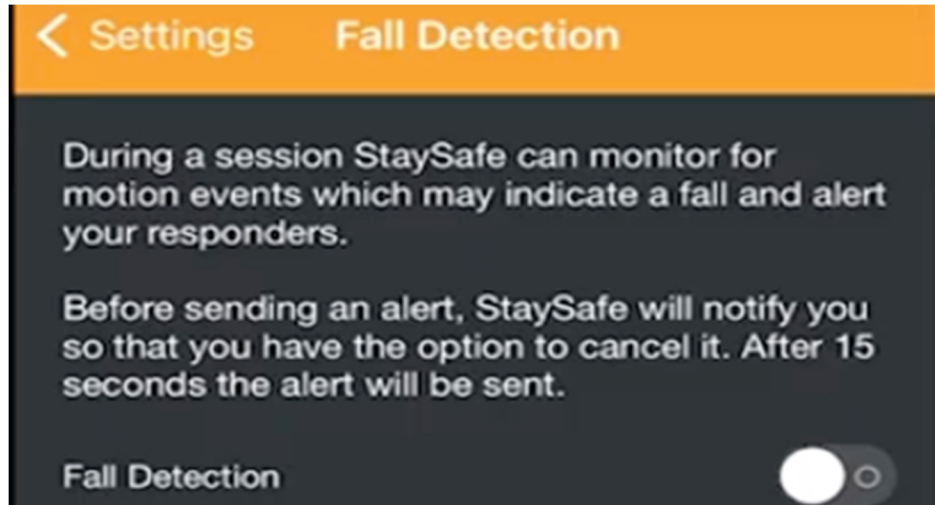 Settings Fall Detection
During a session StaySafe can monitor for
motion events which may indicate a fall and alert
your responders.
Before sending an alert, StaySafe will notify you
so that you have the option to cancel it. After 15
seconds the alert will be sent.
Fall Detection